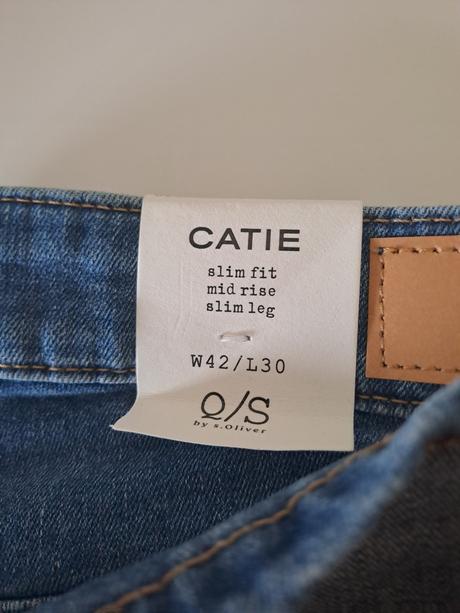 CATIE
slim fit
mid rise
slim leg
W42/L30
Q/S
by s.Oliver